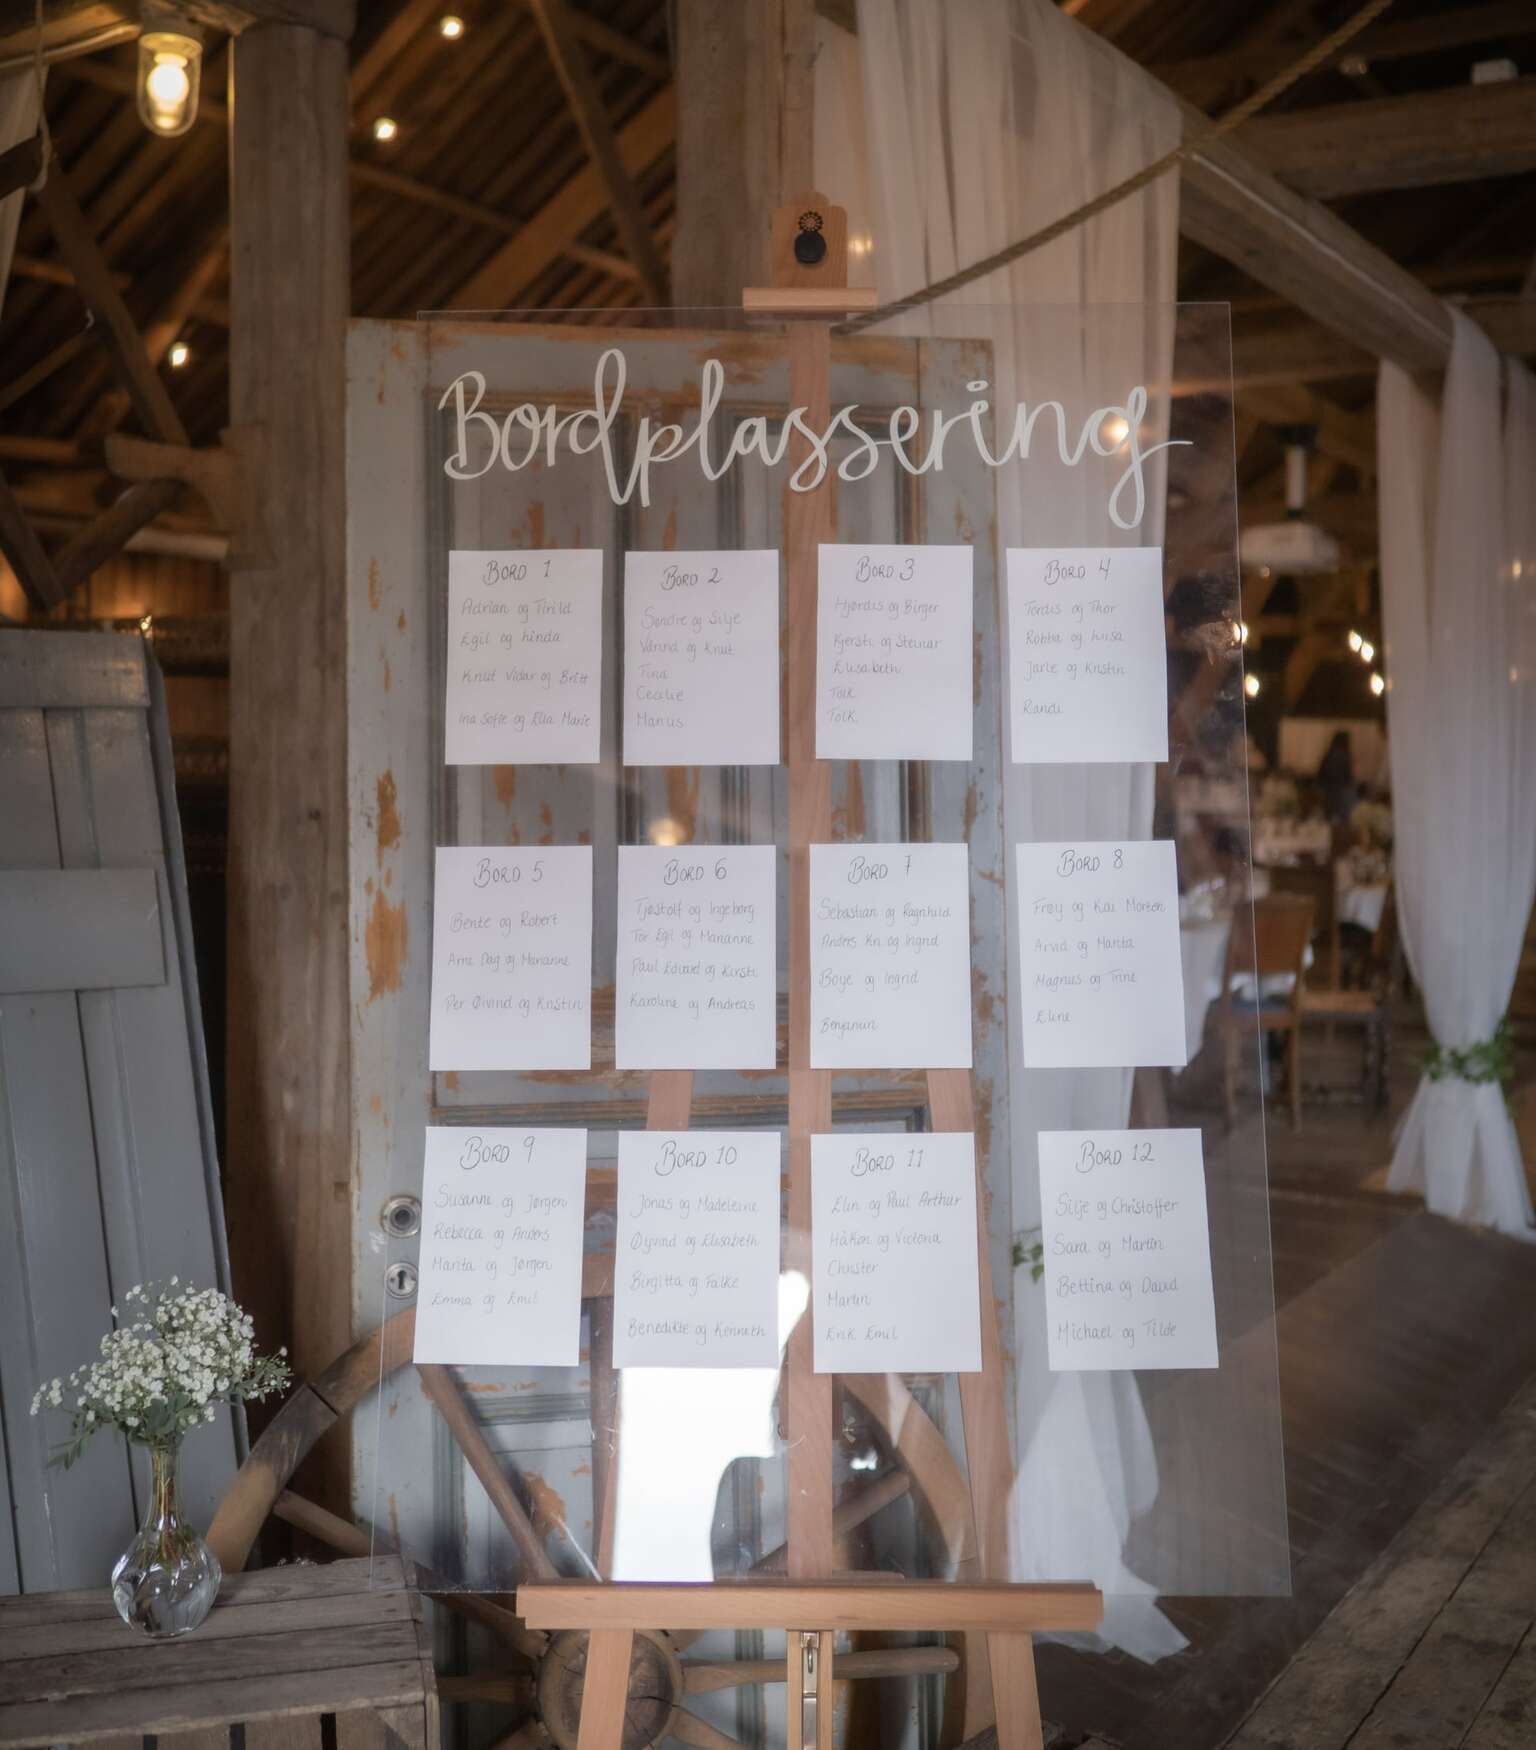 Bordplassering
BORD 1
Adrian og Tirild
Egil og Linda
Knut Vidar og Britt
Ina Sofie og Ella Marie
BORD 2
Sondre og Silje
og Knut
Tina
Cecilie
Marius
BORD 3
Hjørdis og Birger
Kjersti og Steinar
Elisabeth
Tolk
Tolk
BORD 4
Tordis og Thor
Robba og Luisa
Jarle og Kristin
Randi
BORD 5
Bente og Robert
Arne Dag og Marianne
Per Øivind og Kristin
BORD 6
Tjøstolf og Ingeborg
Tor Egil og Marianne
Paul Edvard og Kersti
Karoline og Andreas
BORD 7
Sebastian og Ragnhild
Anders Kn. og Ingrid
Boye og Ingrid
Benjamin
BORD 8
Frøy og Kai Morten
Arvid og Marita
Magnus og Trine
Eline
BORD 9
Susanne og Jørgen
Rebecca og Anders
Marita og Jørgen
Emma og Emil
BORD 10
Jonas og Madeleine
Øyvind og Elisabeth
Birgitta og Falke
Benedikte og Kenneth
BORD 11
Elin og Paul Arthur
Håkon og Victoria
Christer
Martin
Erik Emil
BORD 12
Silje og Christoffer
Sara og Martin
Bettina og David
Michael og Tilde